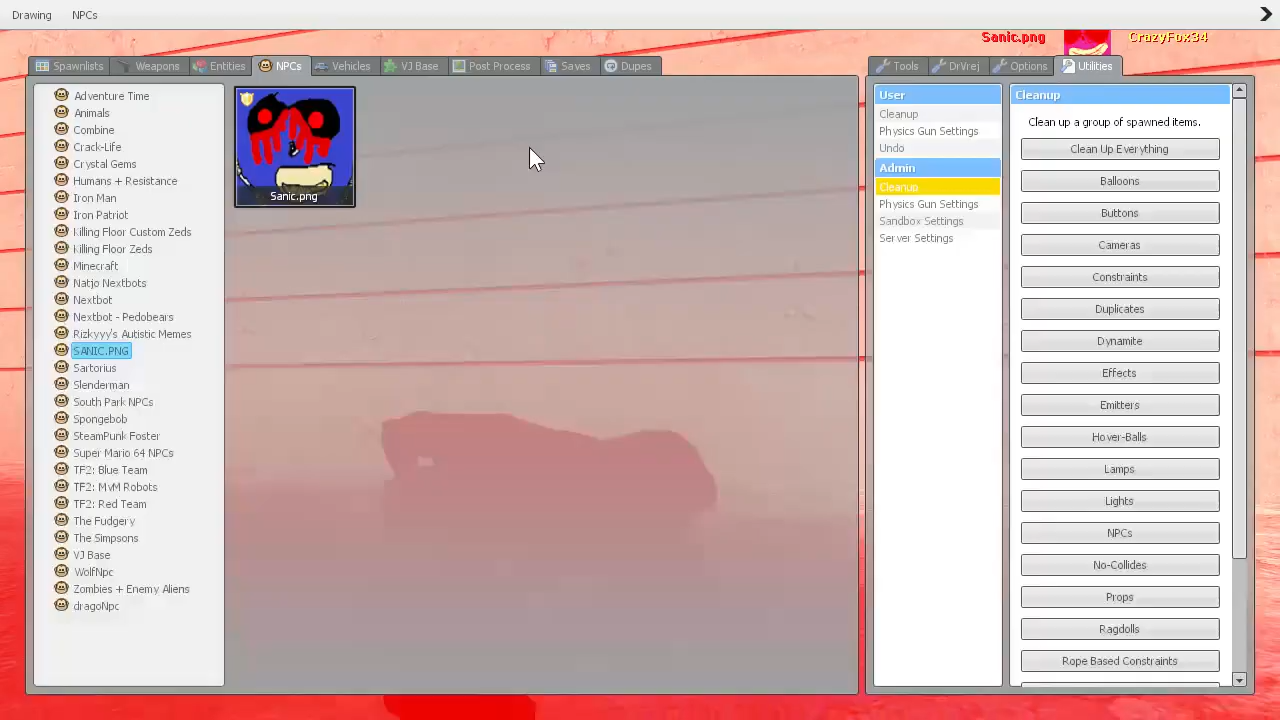 Drawing NPCs
Sanic.png CrazyFox34
Spawnlists Weapons Entities NPCs Vehicles VJ Base Post Process Saves Dupes
Tools DrVrej Options Utilities
Adventure Time
Animals
Combine
Crack-Life
Crystal Gems
Humans + Resistance
Iron Man
Iron Patriot
Killing Floor Custom Zeds
Killing Floor Zeds
Minecraft
Natjo Nextbots
Nextbot
Nextbot - Pedobears
Rizkyyy's Autistic Memes
SANIC.PNG
Sartorius
Slenderman
South Park NPCs
Spongebob
SteamPunk Foster
Super Mario 64 NPCs
TF2: Blue Team
TF2: MvM Robots
TF2: Red Team
The Fudgery
The Simpsons
VJ Base
WolfNpc
Zombies + Enemy Aliens
dragoNpc
Sanic.png
User
Cleanup
Physics Gun Settings
Undo
Admin
Cleanup
Physics Gun Settings
Sandbox Settings
Server Settings
Cleanup
Clean up a group of spawned items.
Clean Up Everything
Balloons
Buttons
Cameras
Constraints
Duplicates
Dynamite
Effects
Emitters
Hover-Balls
Lamps
Lights
NPCs
No-Collides
Props
Ragdolls
Rope Based Constraints